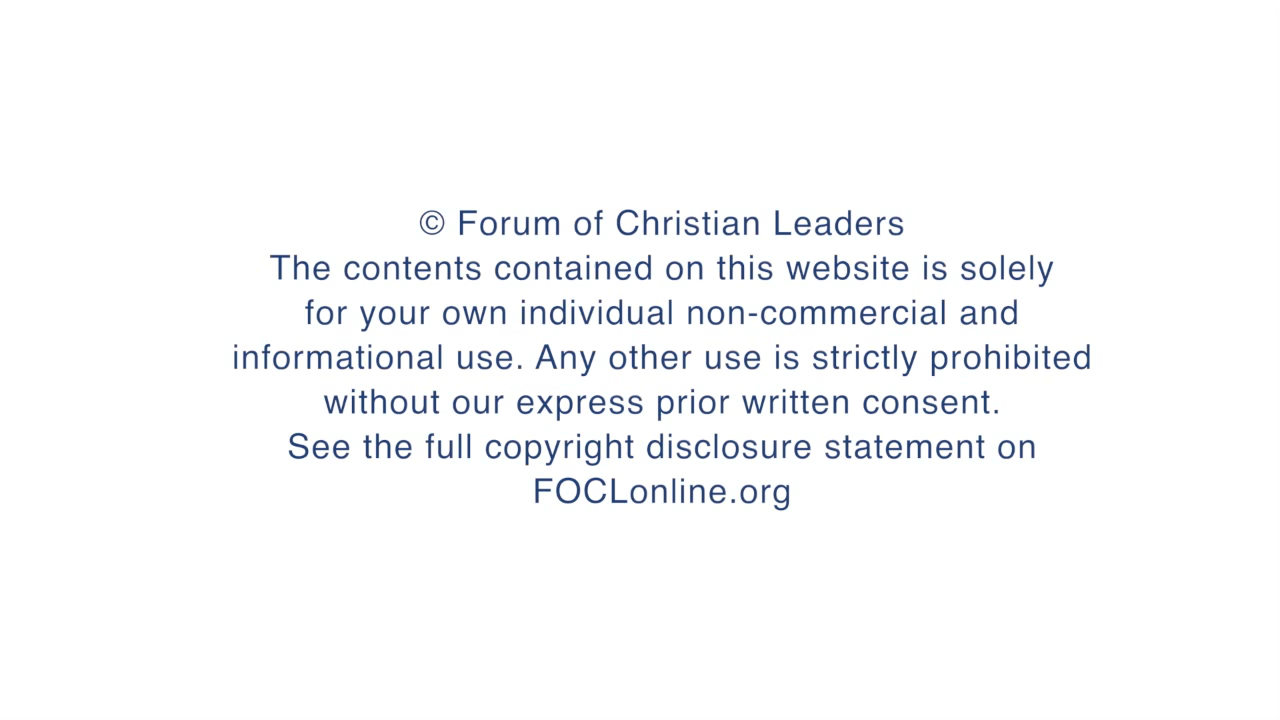 © Forum of Christian Leaders
The contents contained on this website is solely
for your own individual non-commercial and
informational use. Any other use is strictly prohibited
without our express prior written consent.
See the full copyright disclosure statement on
FOCLonline.org